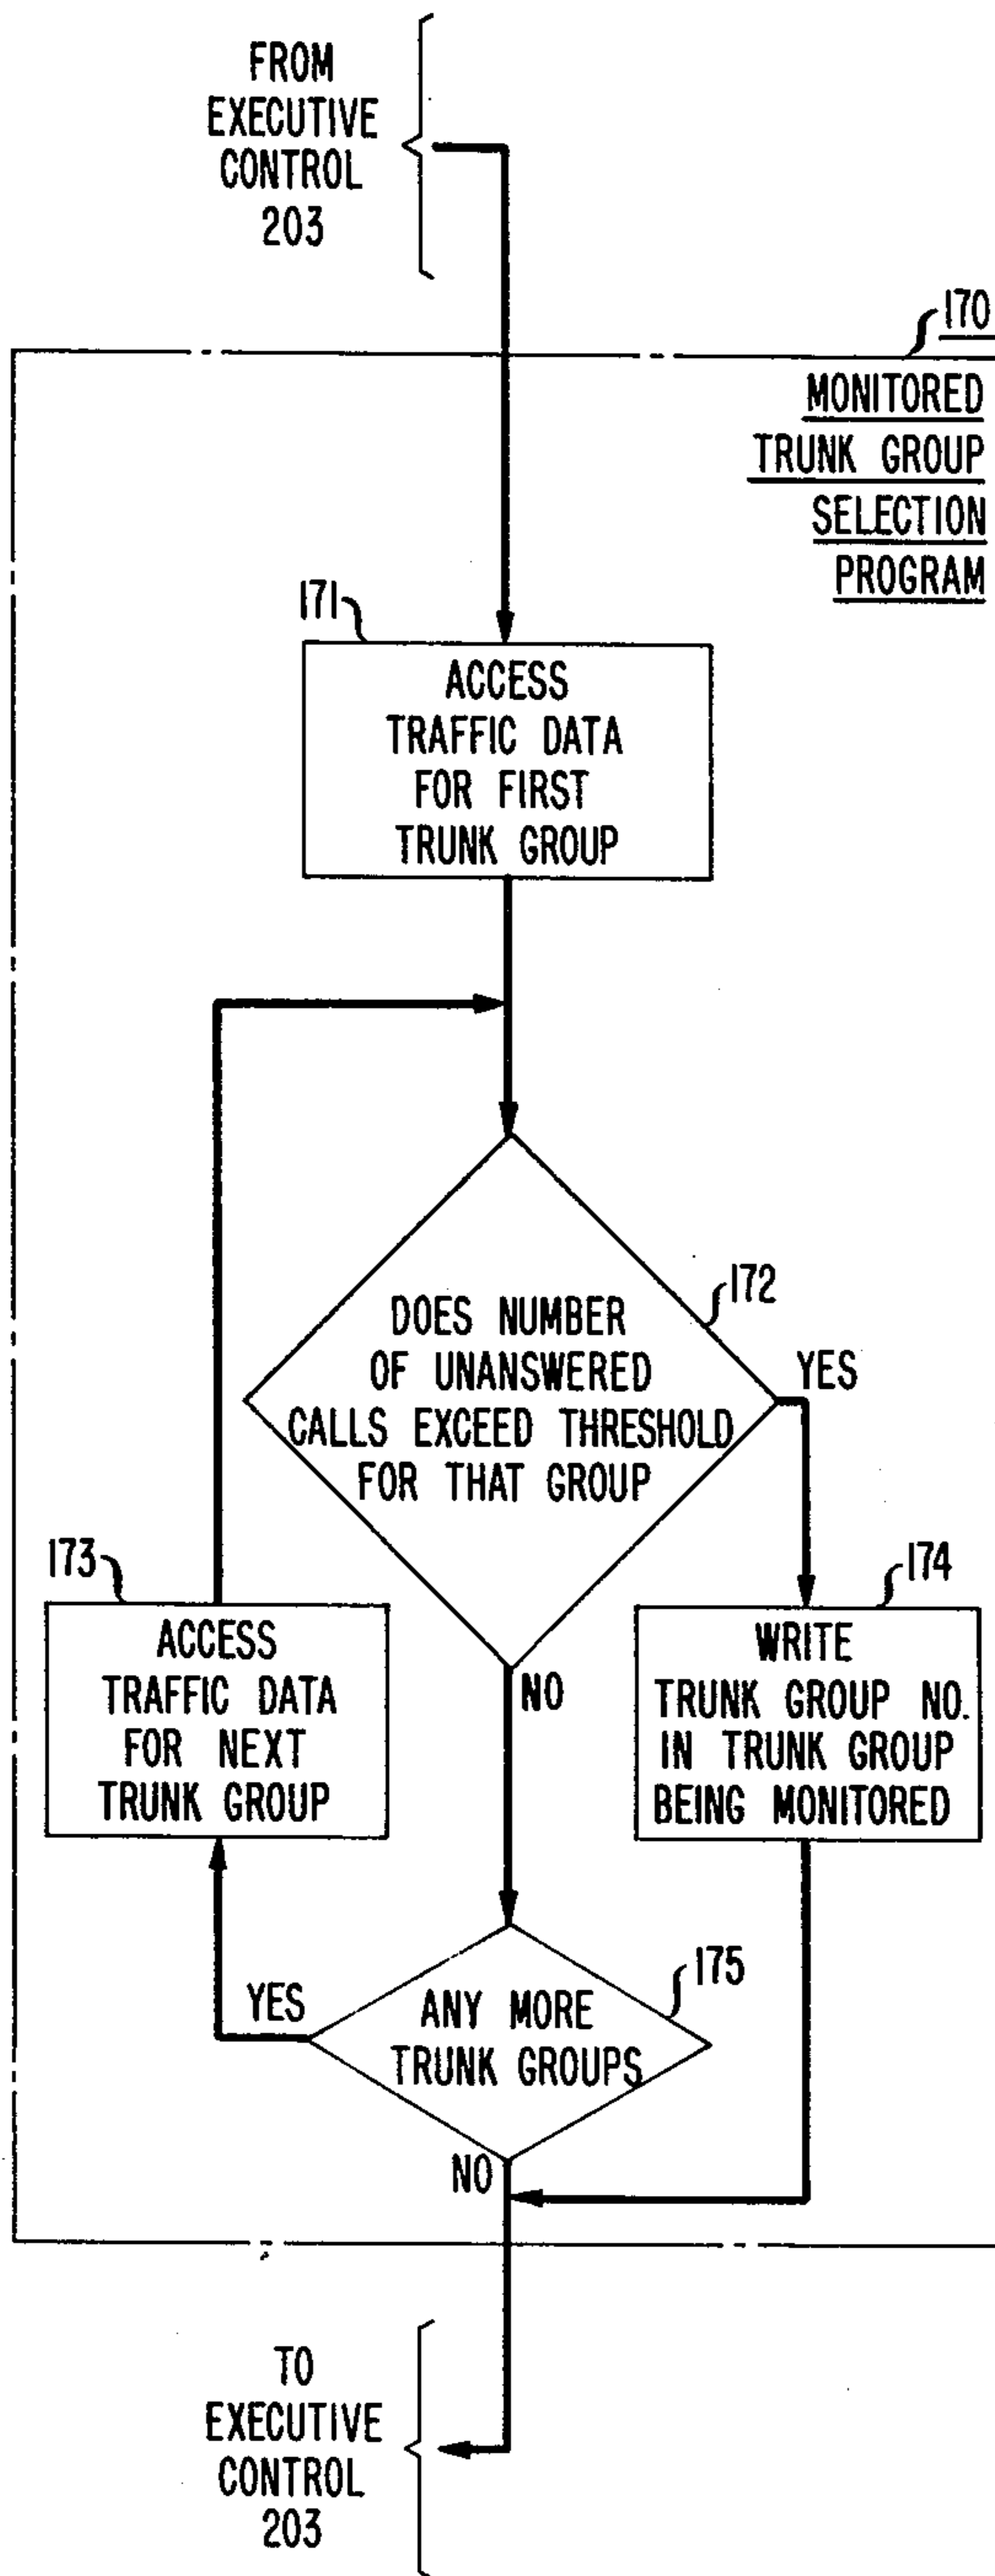 FROM
EXECUTIVE
CONTROL
203
170
MONITORED
TRUNK GROUP
SELECTION
PROGRAM
171
ACCESS
TRAFFIC DATA
FOR FIRST
TRUNK GROUP
172
DOES NUMBER
OF UNANSWERED
CALLS EXCEED THRESHOLD
FOR THAT GROUP
YES
NO
173
ACCESS
TRAFFIC DATA
FOR NEXT
TRUNK GROUP
174
WRITE
TRUNK GROUP NO.
IN TRUNK GROUP
BEING MONITORED
175
ANY MORE
TRUNK GROUPS
YES
NO
TO
EXECUTIVE
CONTROL
203